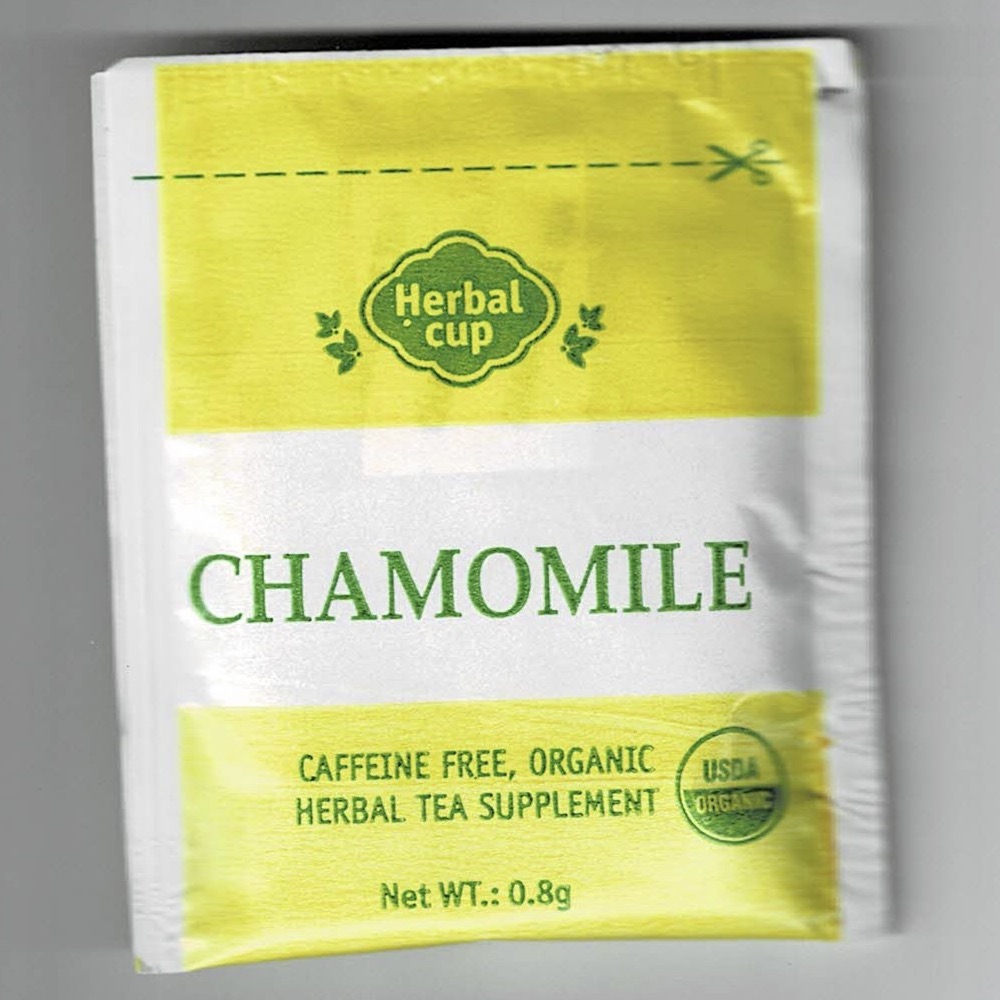 Herbal
cup
CHAMOMILE
CAFFEINE FREE, ORGANIC
HERBAL TEA SUPPLEMENT
USDA
ORGANIC
Net WT.: 0.8g